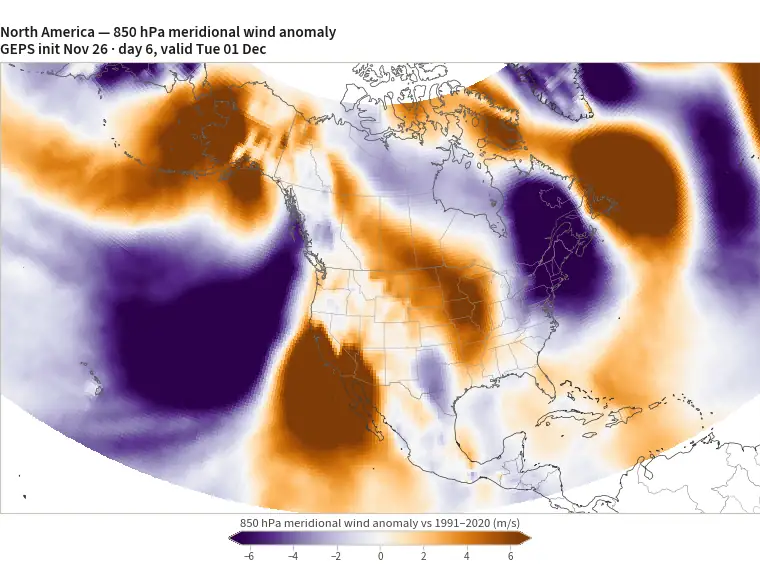 North America — 850 hPa meridional wind anomaly
GEPS init Nov 26 · day 6, valid Tue 01 Dec
850 hPa meridional wind anomaly vs 1991–2020 (m/s)
−6 −4 −2 0 2 4 6